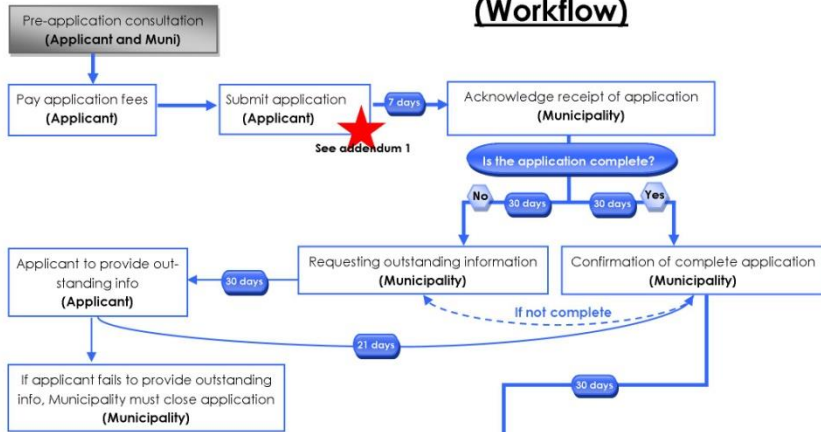 (Workflow)
Pre-application consultation
(Applicant and Muni)
Pay application fees
(Applicant)
Submit application
(Applicant)
7 days
Acknowledge receipt of application
(Municipality)
See addendum 1
Is the application complete?
No
30 days
30 days
Yes
Applicant to provide out-
standing info
(Applicant)
30 days
Requesting outstanding information
(Municipality)
Confirmation of complete application
(Municipality)
If not complete
21 days
If applicant fails to provide outstanding
info, Municipality must close application
(Municipality)
30 days